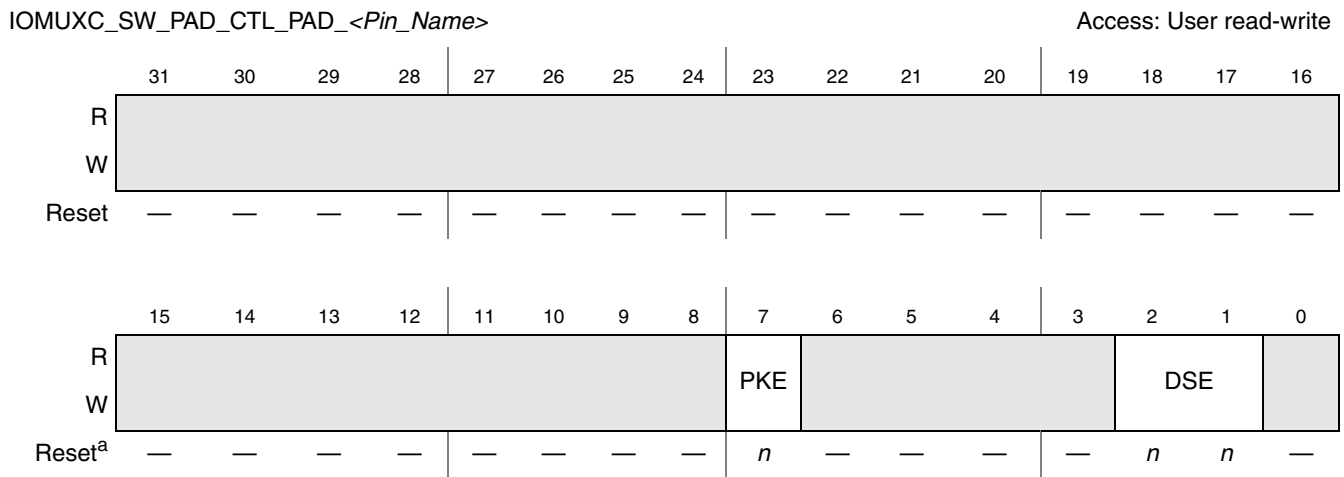 IOMUXC_SW_PAD_CTL_PAD_<Pin_Name> Access: User read-write
31 30 29 28 27 26 25 24 23 22 21 20 19 18 17 16
R
W
Reset — — — — — — — — — — — — — — — —
15 14 13 12 11 10 9 8 7 6 5 4 3 2 1 0
R
PKE DSE
W
Reset^a — — — — — — — — n — — — — n n —